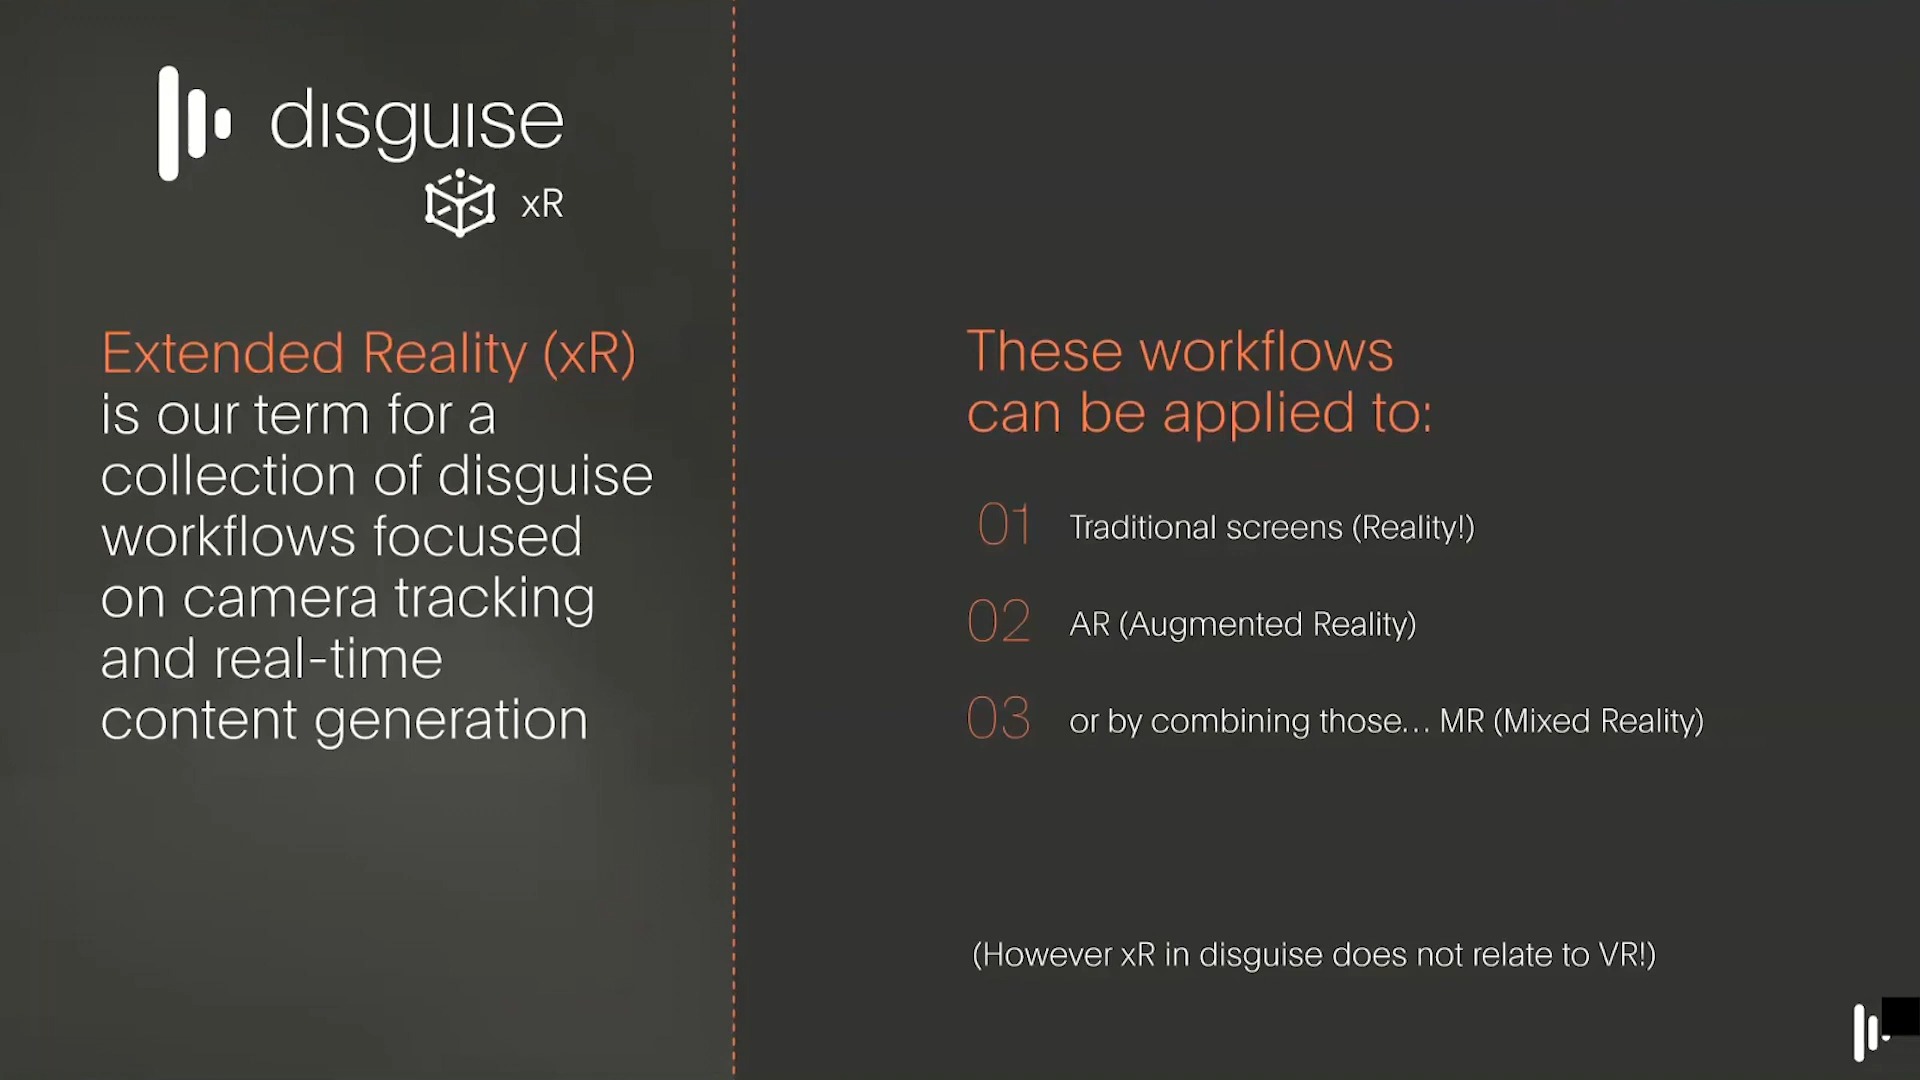 disguise
xR
Extended Reality (xR)
is our term for a
collection of disguise
workflows focused
on camera tracking
and real-time
content generation
These workflows
can be applied to:
01 Traditional screens (Reality!)
02 AR (Augmented Reality)
03 or by combining those... MR (Mixed Reality)
(However xR in disguise does not relate to VR!)